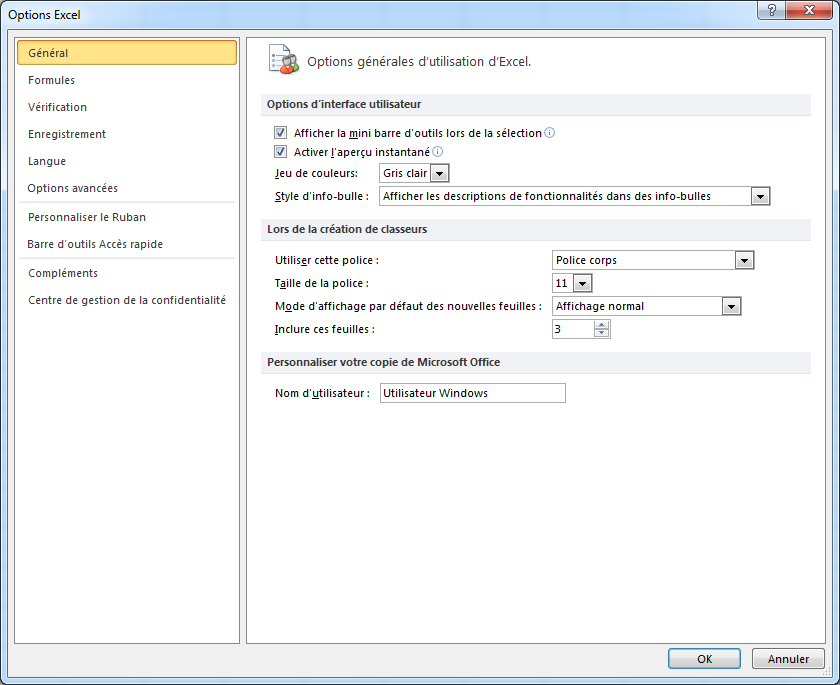 Options Excel
Général
Formules
Vérification
Enregistrement
Langue
Options avancées
Personnaliser le Ruban
Barre d'outils Accès rapide
Compléments
Centre de gestion de la confidentialité
Options générales d'utilisation d'Excel.
Options d'interface utilisateur
Afficher la mini barre d'outils lors de la sélection
Activer l'aperçu instantané
Jeu de couleurs: Gris clair
Style d'info-bulle : Afficher les descriptions de fonctionnalités dans des info-bulles
Lors de la création de classeurs
Utiliser cette police : Police corps
Taille de la police : 11
Mode d'affichage par défaut des nouvelles feuilles : Affichage normal
Inclure ces feuilles : 3
Personnaliser votre copie de Microsoft Office
Nom d'utilisateur : Utilisateur Windows
OK Annuler